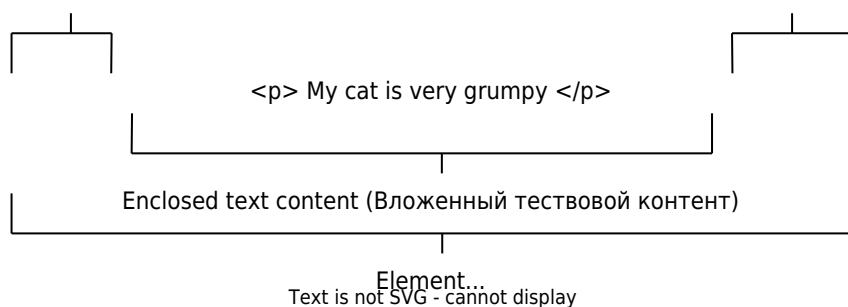 <p> My cat is very grumpy </p>
Enclosed text content (Вложенный тествовой контент)
Element...
Text is not SVG - cannot display